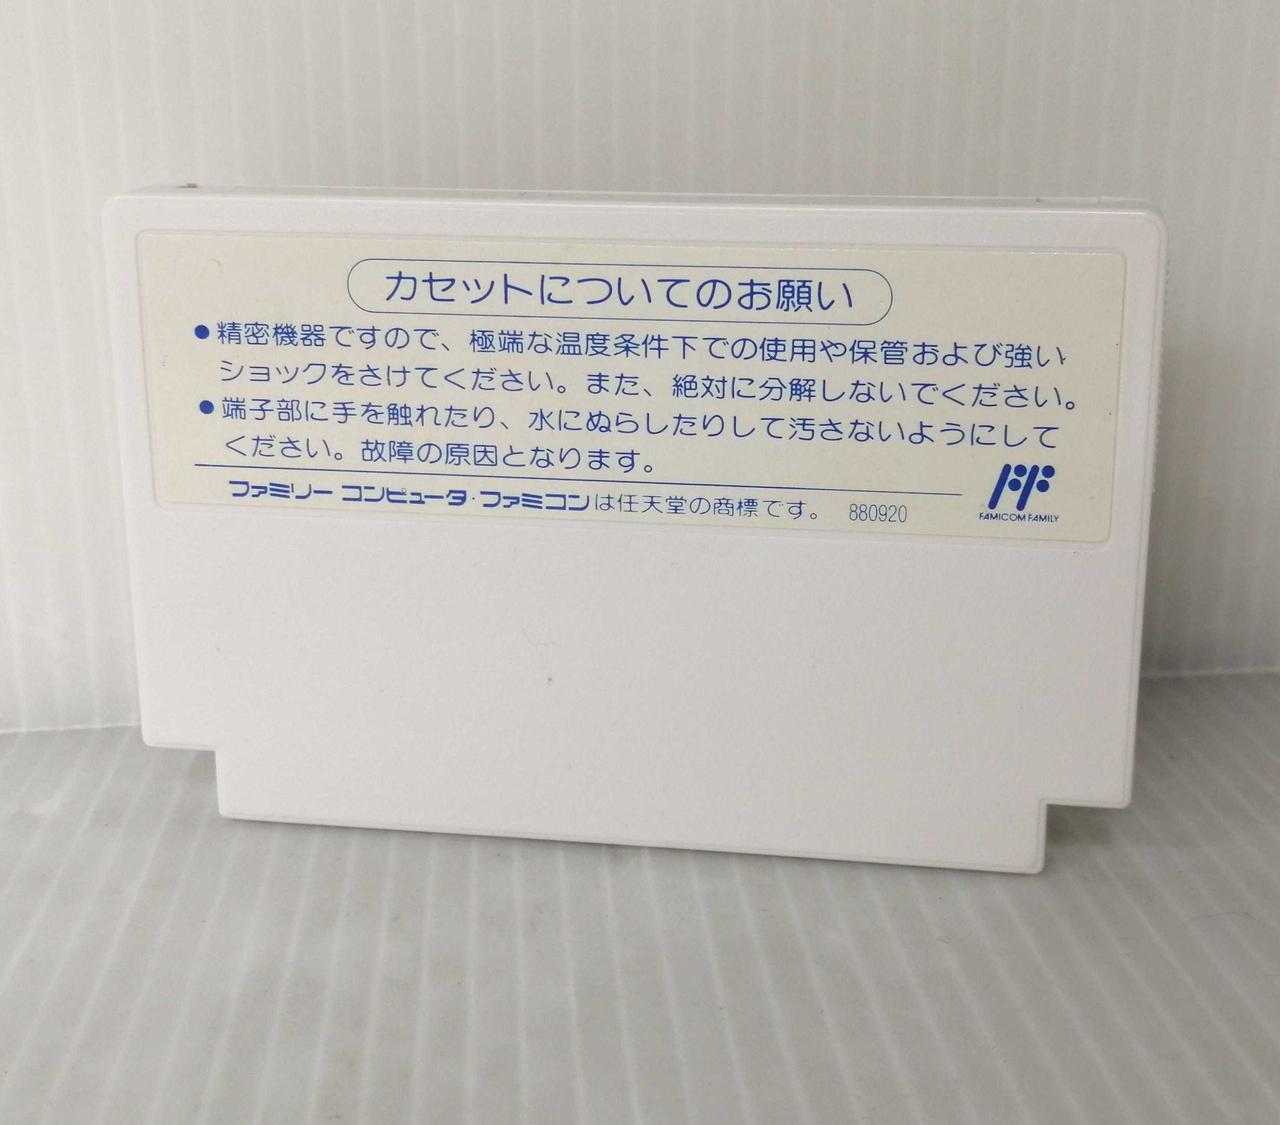 カセットについてのお願い
●精密機器ですので、極端な温度条件下での使用や保管および強い
ショックをさけてください。また、絶対に分解しないでください。
●端子部に手を触れたり、水にぬらしたりして汚さないようにして
ください。故障の原因となります。
ファミリー コンピュータ・ファミコンは任天堂の商標です。 880920
FF
FAMICOM FAMILY